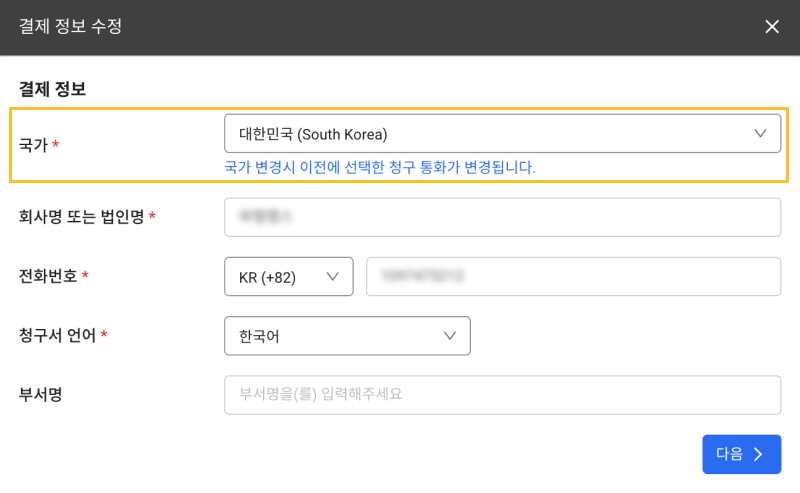 결제 정보 수정
결제 정보
국가 *
대한민국 (South Korea)
국가 변경시 이전에 선택한 청구 통화가 변경됩니다.
회사명 또는 법인명 *
전화번호 *
KR (+82)
청구서 언어 *
한국어
부서명
부서명을(를) 입력해주세요
다음